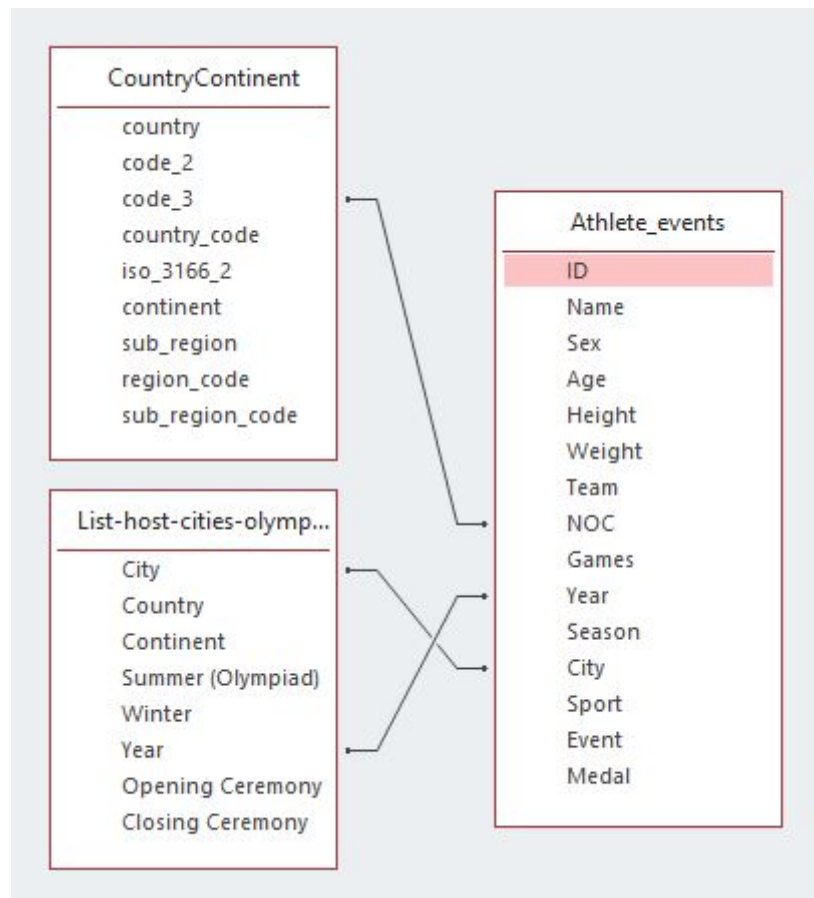 CountryContinent
country
code_2
code_3
country_code
iso_3166_2
continent
sub_region
region_code
sub_region_code
List-host-cities-olymp...
City
Country
Continent
Summer (Olympiad)
Winter
Year
Opening Ceremony
Closing Ceremony
Athlete_events
ID
Name
Sex
Age
Height
Weight
Team
NOC
Games
Year
Season
City
Sport
Event
Medal